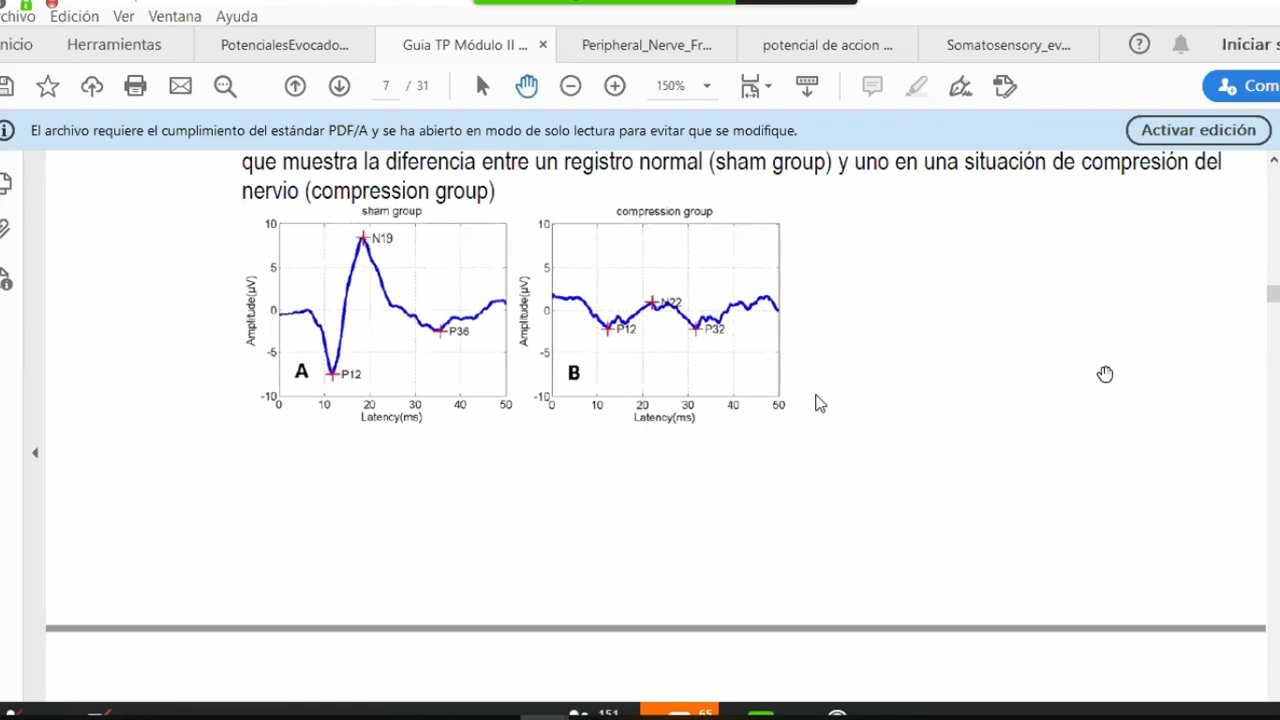 rchivo Edición Ver Ventana Ayuda
nicio Herramientas PotencialesEvocado... Guia TP Módulo II ... × Peripheral_Nerve_Fr... potencial de accion ... Somatosensory_ev... Iniciar s
7 / 31 150% Com
El archivo requiere el cumplimiento del estándar PDF/A y se ha abierto en modo de solo lectura para evitar que se modifique. Activar edición
que muestra la diferencia entre un registro normal (sham group) y uno en una situación de compresión del
nervio (compression group)
sham group
10
5
0
-5
-10
Amplitude(µV)
N19
P36
P12
A
0 10 20 30 40 50
Latency(ms)
compression group
10
5
0
-5
-10
Amplitude(µV)
N22
P12 P32
B
0 10 20 30 40 50
Latency(ms)
151 65